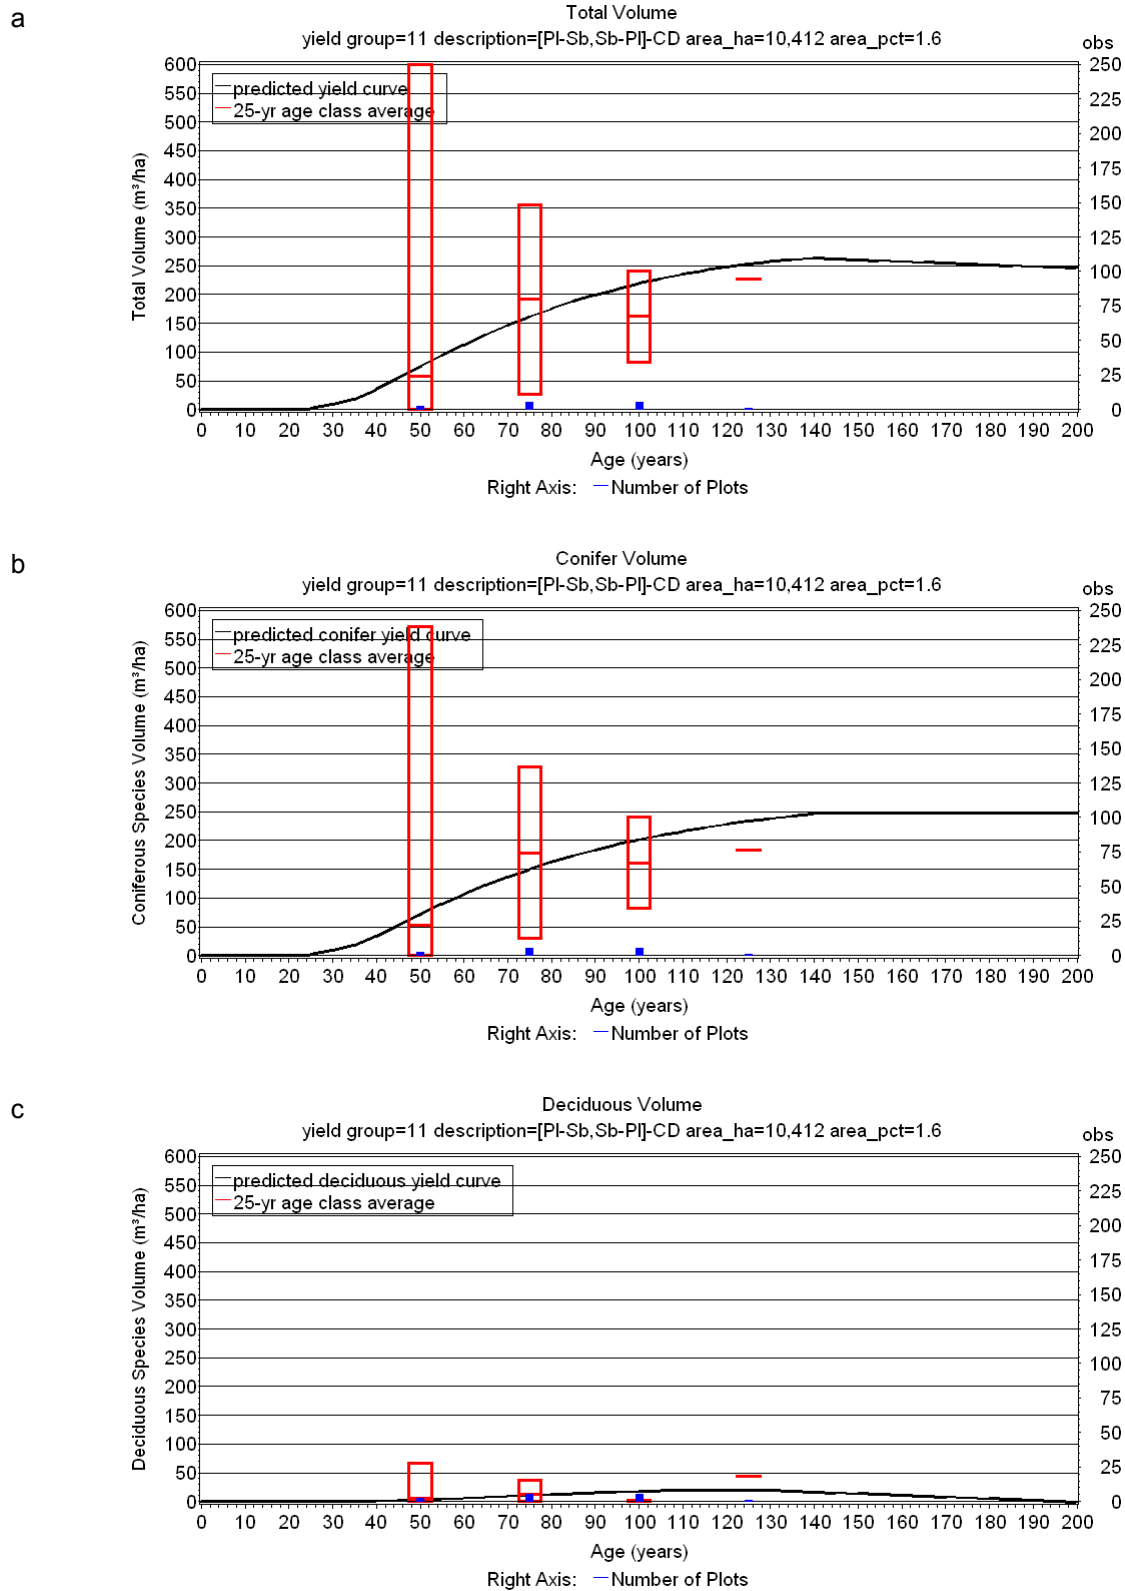 a
Total Volume
yield group=11 description=[Pl-Sb,Sb-Pl]-CD area_ha=10,412 area_pct=1.6
obs
Total Volume (m³/ha)
600
550
500
450
400
350
300
250
200
150
100
50
0
predicted yield curve
25-yr age class average
250
225
200
175
150
125
100
75
50
25
0
0 10 20 30 40 50 60 70 80 90 100 110 120 130 140 150 160 170 180 190 200
Age (years)
Right Axis: Number of Plots
b
Conifer Volume
yield group=11 description=[Pl-Sb,Sb-Pl]-CD area_ha=10,412 area_pct=1.6
obs
Coniferous Species Volume (m³/ha)
600
550
500
450
400
350
300
250
200
150
100
50
0
predicted conifer yield curve
25-yr age class average
250
225
200
175
150
125
100
75
50
25
0
0 10 20 30 40 50 60 70 80 90 100 110 120 130 140 150 160 170 180 190 200
Age (years)
Right Axis: Number of Plots
c
Deciduous Volume
yield group=11 description=[Pl-Sb,Sb-Pl]-CD area_ha=10,412 area_pct=1.6
obs
Deciduous Species Volume (m³/ha)
600
550
500
450
400
350
300
250
200
150
100
50
0
predicted deciduous yield curve
25-yr age class average
250
225
200
175
150
125
100
75
50
25
0
0 10 20 30 40 50 60 70 80 90 100 110 120 130 140 150 160 170 180 190 200
Age (years)
Right Axis: Number of Plots